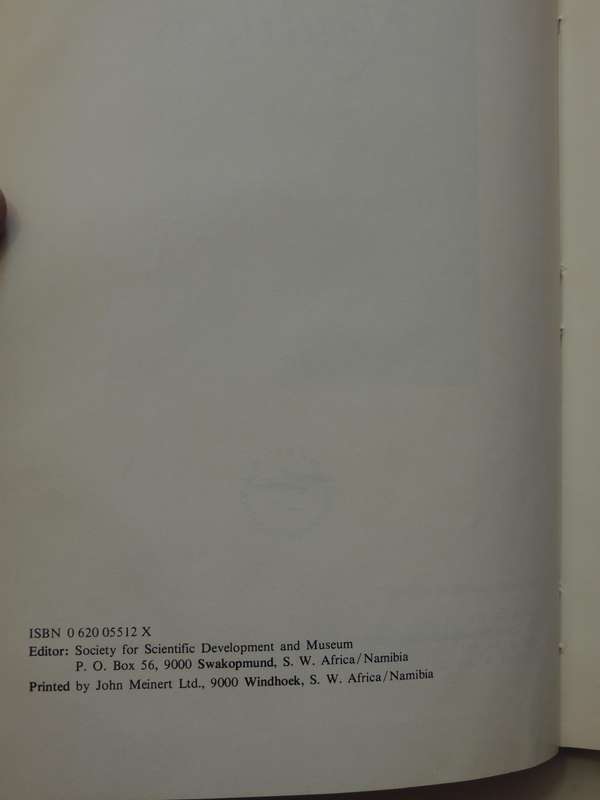 ISBN 0 620 05512 X
Editor: Society for Scientific Development and Museum
P. O. Box 56, 9000 Swakopmund, S. W. Africa/Namibia
Printed by John Meinert Ltd., 9000 Windhoek, S. W. Africa/Namibia